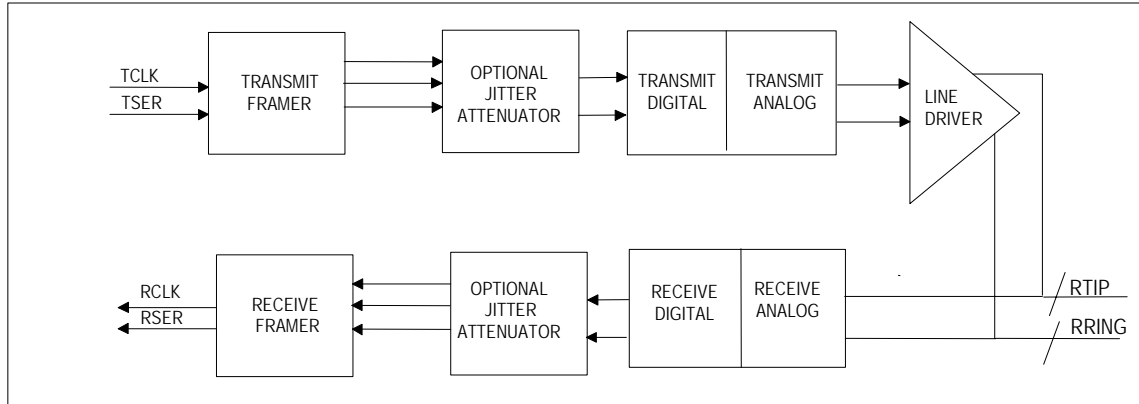 TCLK
TSER
TRANSMIT
FRAMER
OPTIONAL
JITTER
ATTENUATOR
TRANSMIT
DIGITAL
TRANSMIT
ANALOG
LINE
DRIVER
RCLK
RSER
RECEIVE
FRAMER
OPTIONAL
JITTER
ATTENUATOR
RECEIVE
DIGITAL
RECEIVE
ANALOG
RTIP
RRING